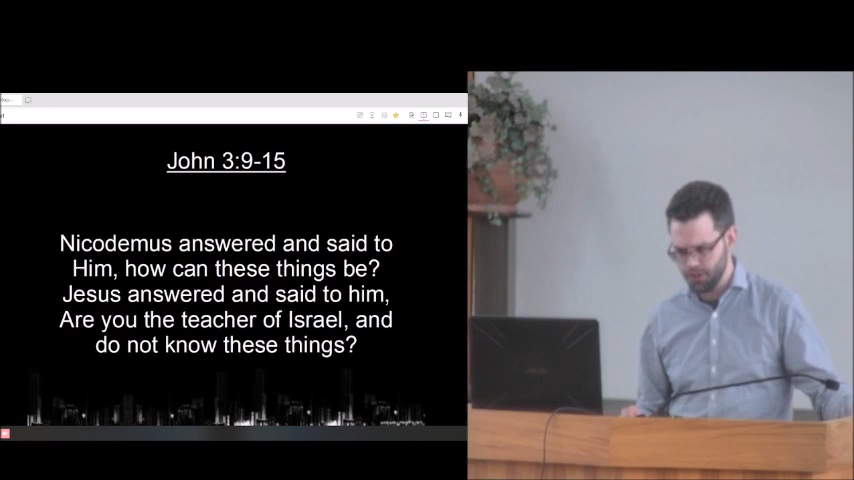 John 3:9-15
Nicodemus answered and said to
Him, how can these things be?
Jesus answered and said to him,
Are you the teacher of Israel, and
do not know these things?